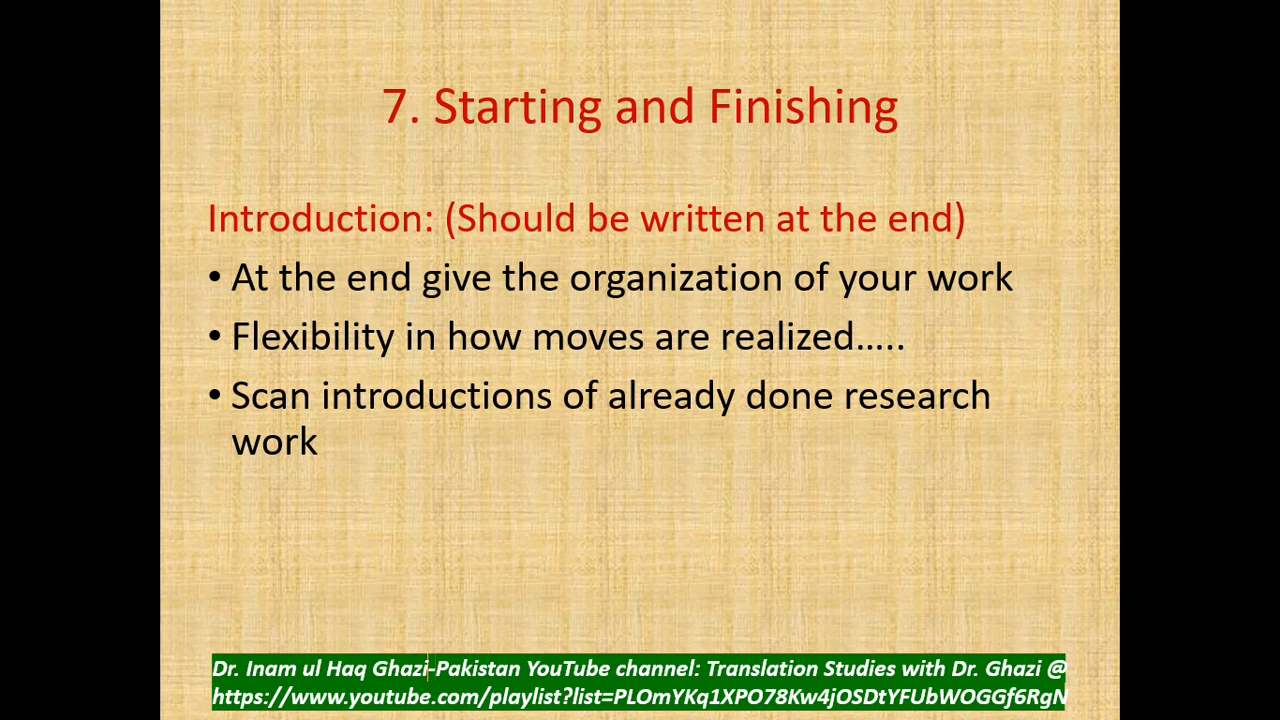 7. Starting and Finishing
Introduction: (Should be written at the end)
• At the end give the organization of your work
• Flexibility in how moves are realized…..
• Scan introductions of already done research
work
Dr. Inam ul Haq Ghazi-Pakistan YouTube channel: Translation Studies with Dr. Ghazi @
https://www.youtube.com/playlist?list=PLOmYKq1XPO78Kw4jOSDtYFUbWOGGf6RgN